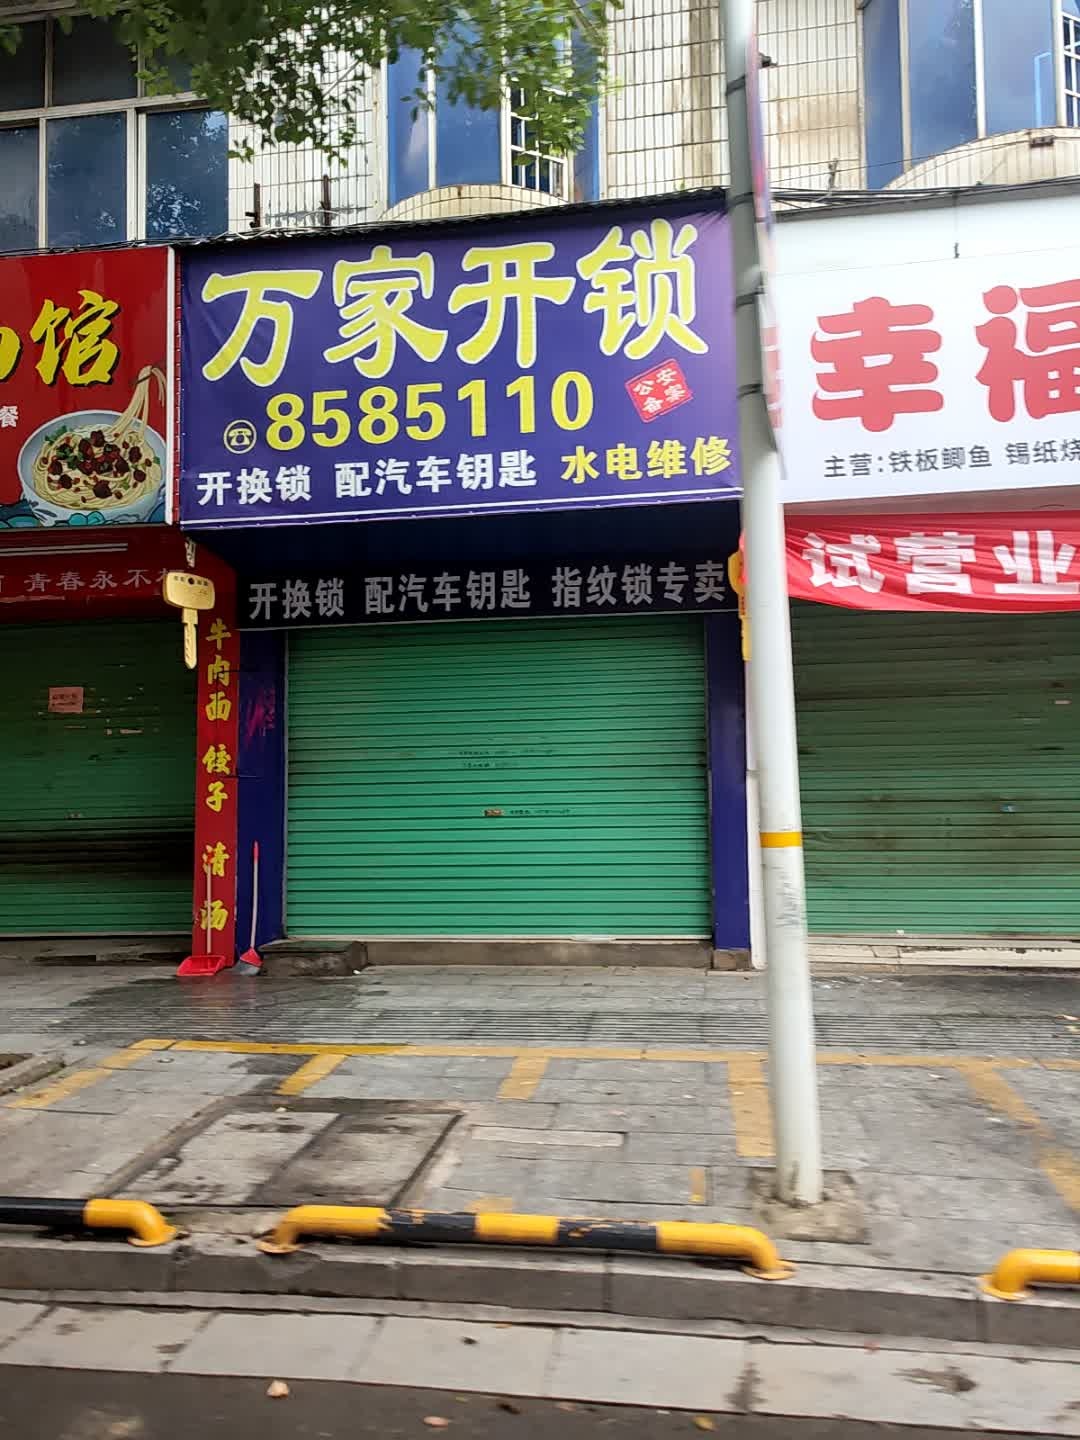 馆
餐
万家开锁
8585110
公安
备案
开换锁 配汽车钥匙 水电维修
开换锁 配汽车钥匙 指纹锁专卖
青春永不
牛肉面 饺子 清汤
幸福
主营:铁板鲫鱼 锡纸烧
试营业